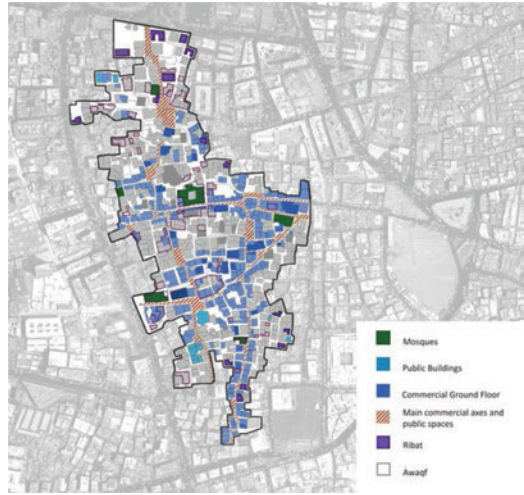 Mosques
Public Buildings
Commercial Ground Floor
Main commercial axes and
public spaces
Ribat
Awaqf